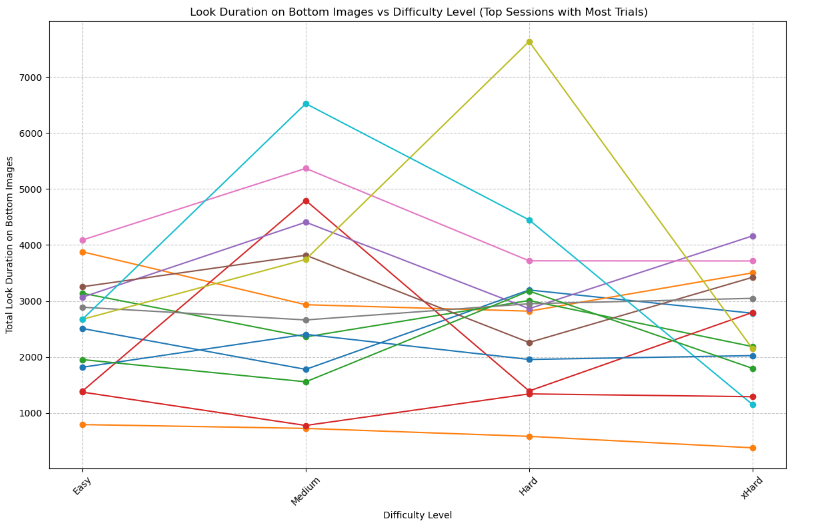 Look Duration on Bottom Images vs Difficulty Level (Top Sessions with Most Trials)
Total Look Duration on Bottom Images
7000
6000
5000
4000
3000
2000
1000
Easy
Medium
Hard
xHard
Difficulty Level